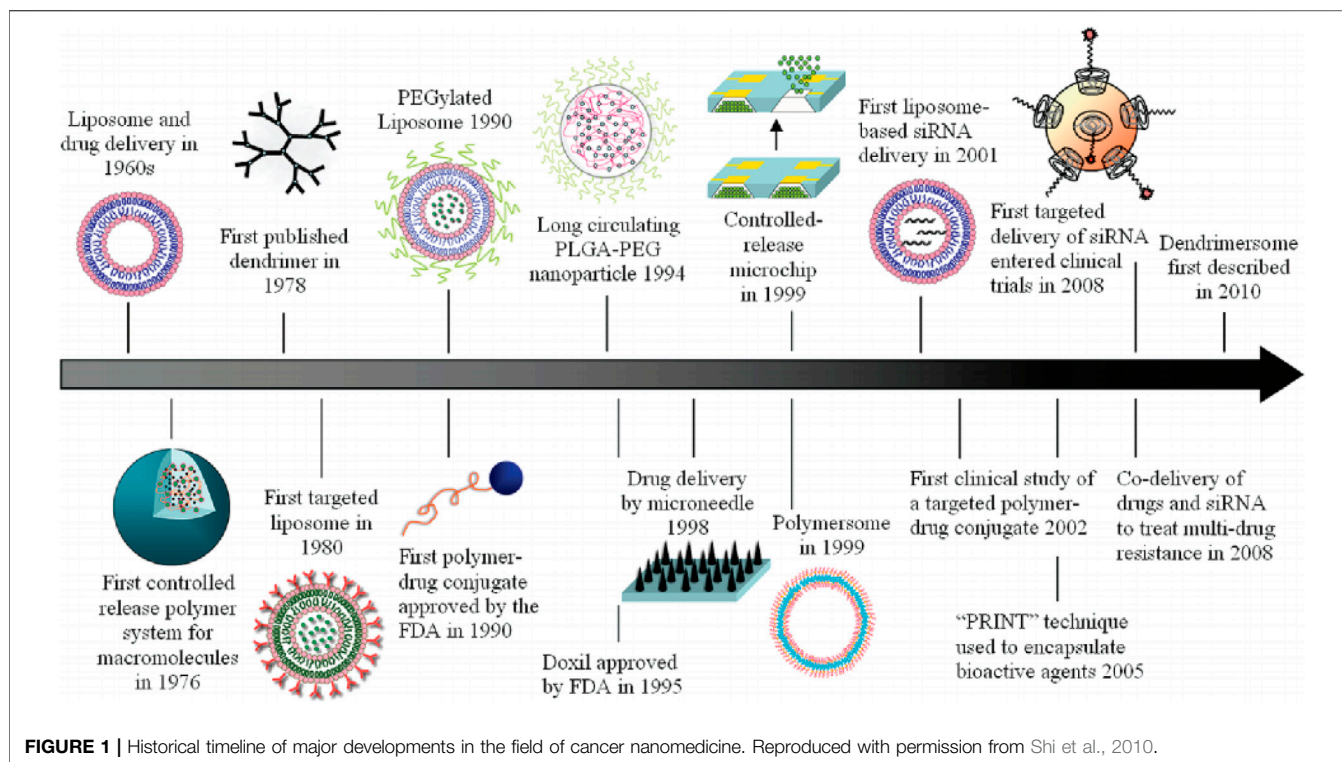 Liposome and
drug delivery in
1960s
First published
dendrimer in
1978
PEGylated
Liposome 1990
Long circulating
PLGA-PEG
nanoparticle 1994
Controlled-
release
microchip
in 1999
First liposome-
based siRNA
delivery in 2001
First targeted
delivery of siRNA
entered clinical
trials in 2008
Dendrimersome
first described
in 2010
First controlled
release polymer
system for
macromolecules
in 1976
First targeted
liposome in
1980
First polymer-
drug conjugate
approved by the
FDA in 1990
Doxil approved
by FDA in 1995
Drug delivery
by microneedle
1998
Polymersome
in 1999
First clinical study of
a targeted polymer-
drug conjugate 2002
“PRINT” technique
used to encapsulate
bioactive agents 2005
Co-delivery of
drugs and siRNA
to treat multi-drug
resistance in 2008
FIGURE 1 | Historical timeline of major developments in the field of cancer nanomedicine. Reproduced with permission from Shi et al., 2010.